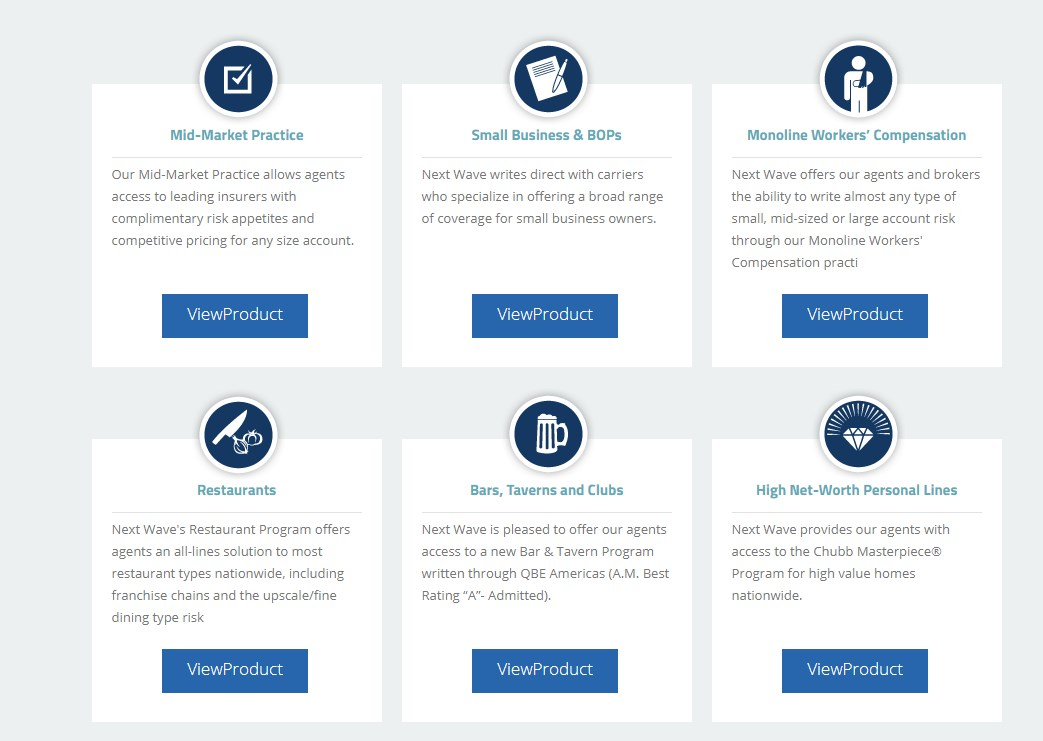 Mid-Market Practice
Our Mid-Market Practice allows agents
access to leading insurers with
complimentary risk appetites and
competitive pricing for any size account.
ViewProduct
Small Business & BOPs
Next Wave writes direct with carriers
who specialize in offering a broad range
of coverage for small business owners.
ViewProduct
Monoline Workers’ Compensation
Next Wave offers our agents and brokers
the ability to write almost any type of
small, mid-sized or large account risk
through our Monoline Workers'
Compensation practi
ViewProduct
Restaurants
Next Wave's Restaurant Program offers
agents an all-lines solution to most
restaurant types nationwide, including
franchise chains and the upscale/fine
dining type risk
ViewProduct
Bars, Taverns and Clubs
Next Wave is pleased to offer our agents
access to a new Bar & Tavern Program
written through QBE Americas (A.M. Best
Rating “A”- Admitted).
ViewProduct
High Net-Worth Personal Lines
Next Wave provides our agents with
access to the Chubb Masterpiece®
Program for high value homes
nationwide.
ViewProduct